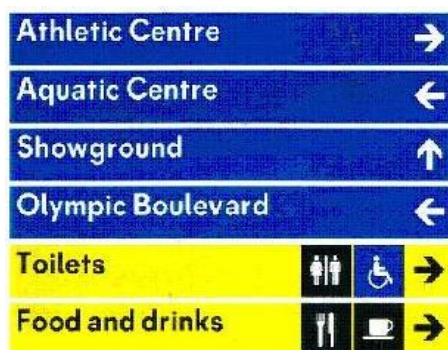 Athletic Centre
Aquatic Centre
Showground
Olympic Boulevard
Toilets
Food and drinks